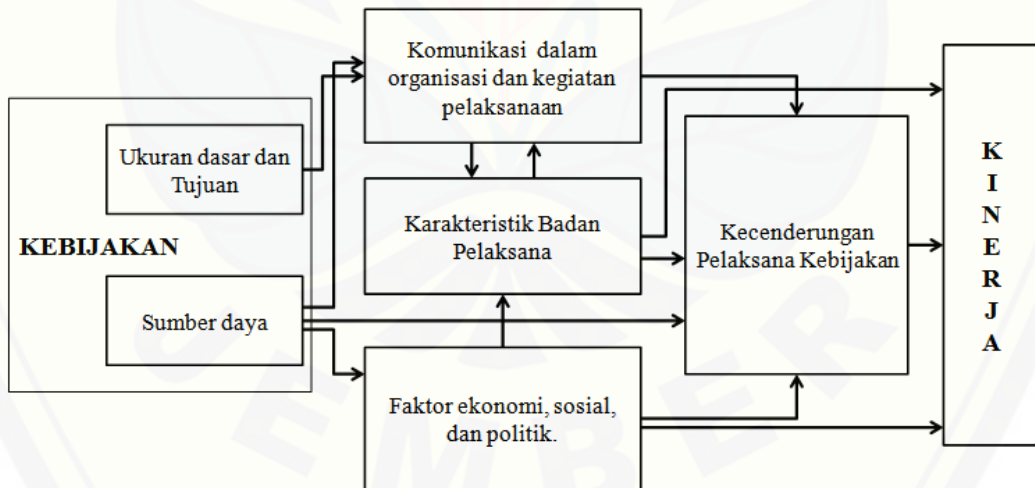 Komunikasi dalam
organisasi dan kegiatan
pelaksanaan
Ukuran dasar dan
Tujuan
KEBIJAKAN
Sumber daya
Karakteristik Badan
Pelaksana
Kecenderungan
Pelaksana Kebijakan
Faktor ekonomi, sosial,
dan politik.
K
I
N
E
R
J
A
JEMBER